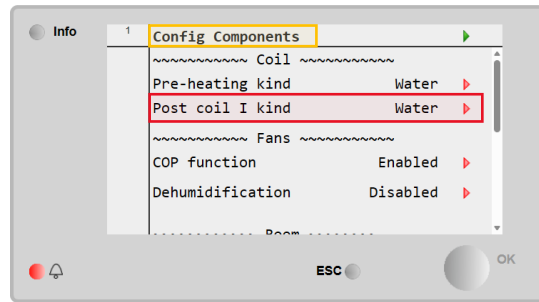 Info
1
Config Components
~~~~~~~~~~~ Coil ~~~~~~~~~~~
Pre-heating kind Water
Post coil I kind Water
~~~~~~~~~~~ Fans ~~~~~~~~~~~
COP function Enabled
Dehumidification Disabled
Room
ESC
OK